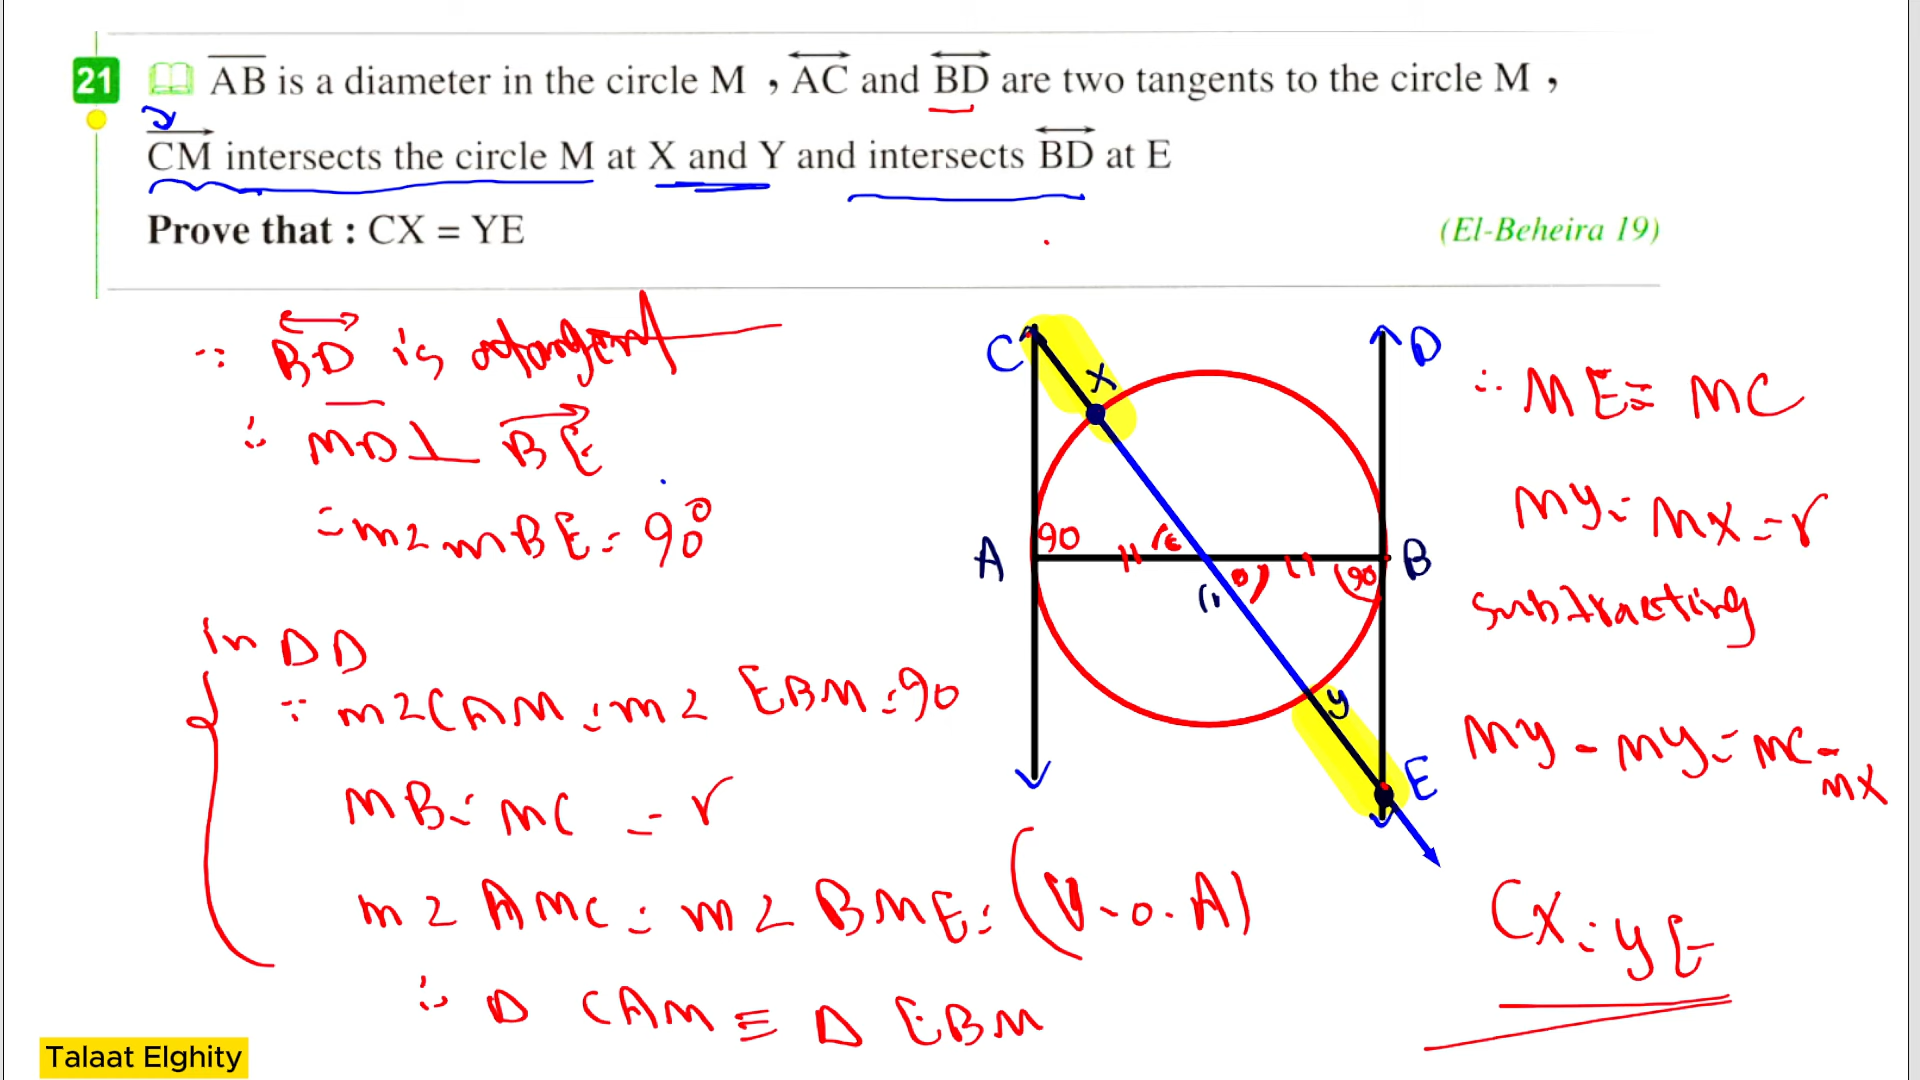 21 AB is a diameter in the circle M , AC and BD are two tangents to the circle M ,
CM intersects the circle M at X and Y and intersects BD at E
Prove that : CX = YE
(El-Beheira 19)
∵ BD is a tangent
∴ MD ⊥ BE
= m∠ MBE = 90°
in ΔΔ
∵ m∠CAM = m∠ EBM = 90
MB = MC = r
m∠ AMC = m∠ BME = (V.O.A)
∴ Δ CAM ≡ Δ EBM
C
X
D
A
90
90
B
y
E
∴ ME = MC
My = MX = r
subtracting
My - My = MC - MX
CX = yE
Talaat Elghity